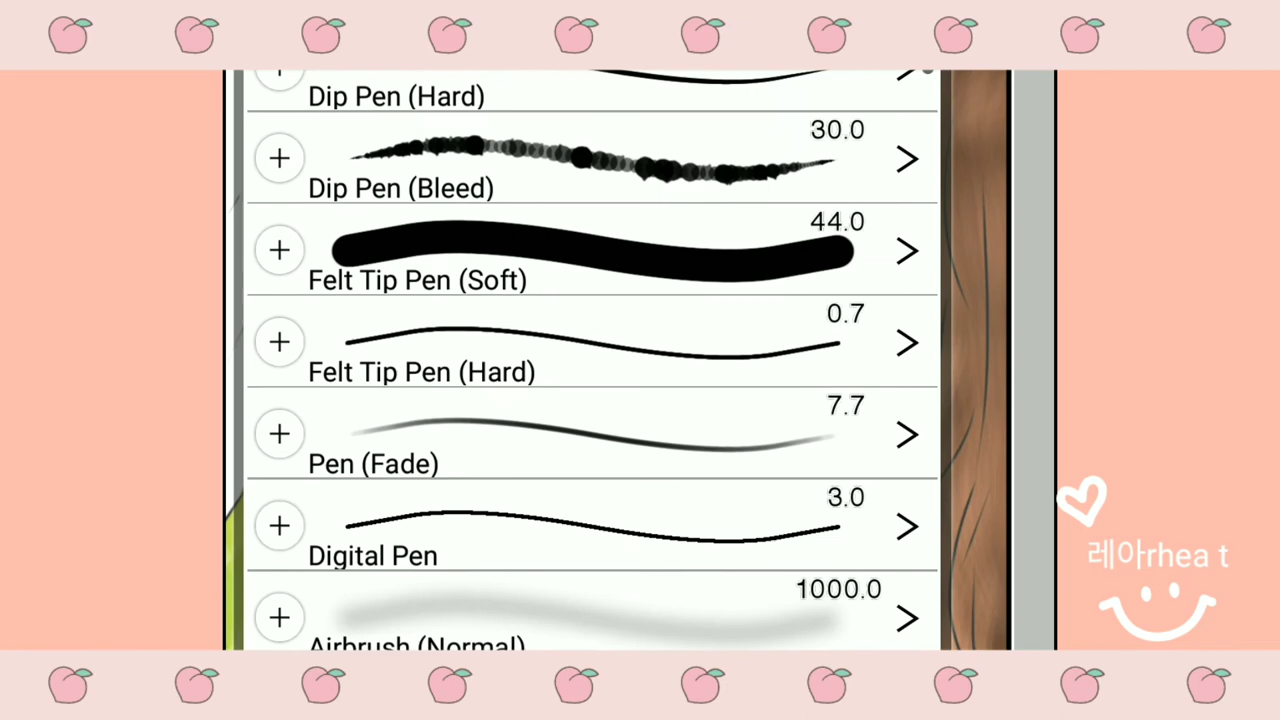 Dip Pen (Hard)
30.0
Dip Pen (Bleed)
44.0
Felt Tip Pen (Soft)
0.7
Felt Tip Pen (Hard)
7.7
Pen (Fade)
3.0
Digital Pen
1000.0
Airbrush (Normal)
레아rhea t